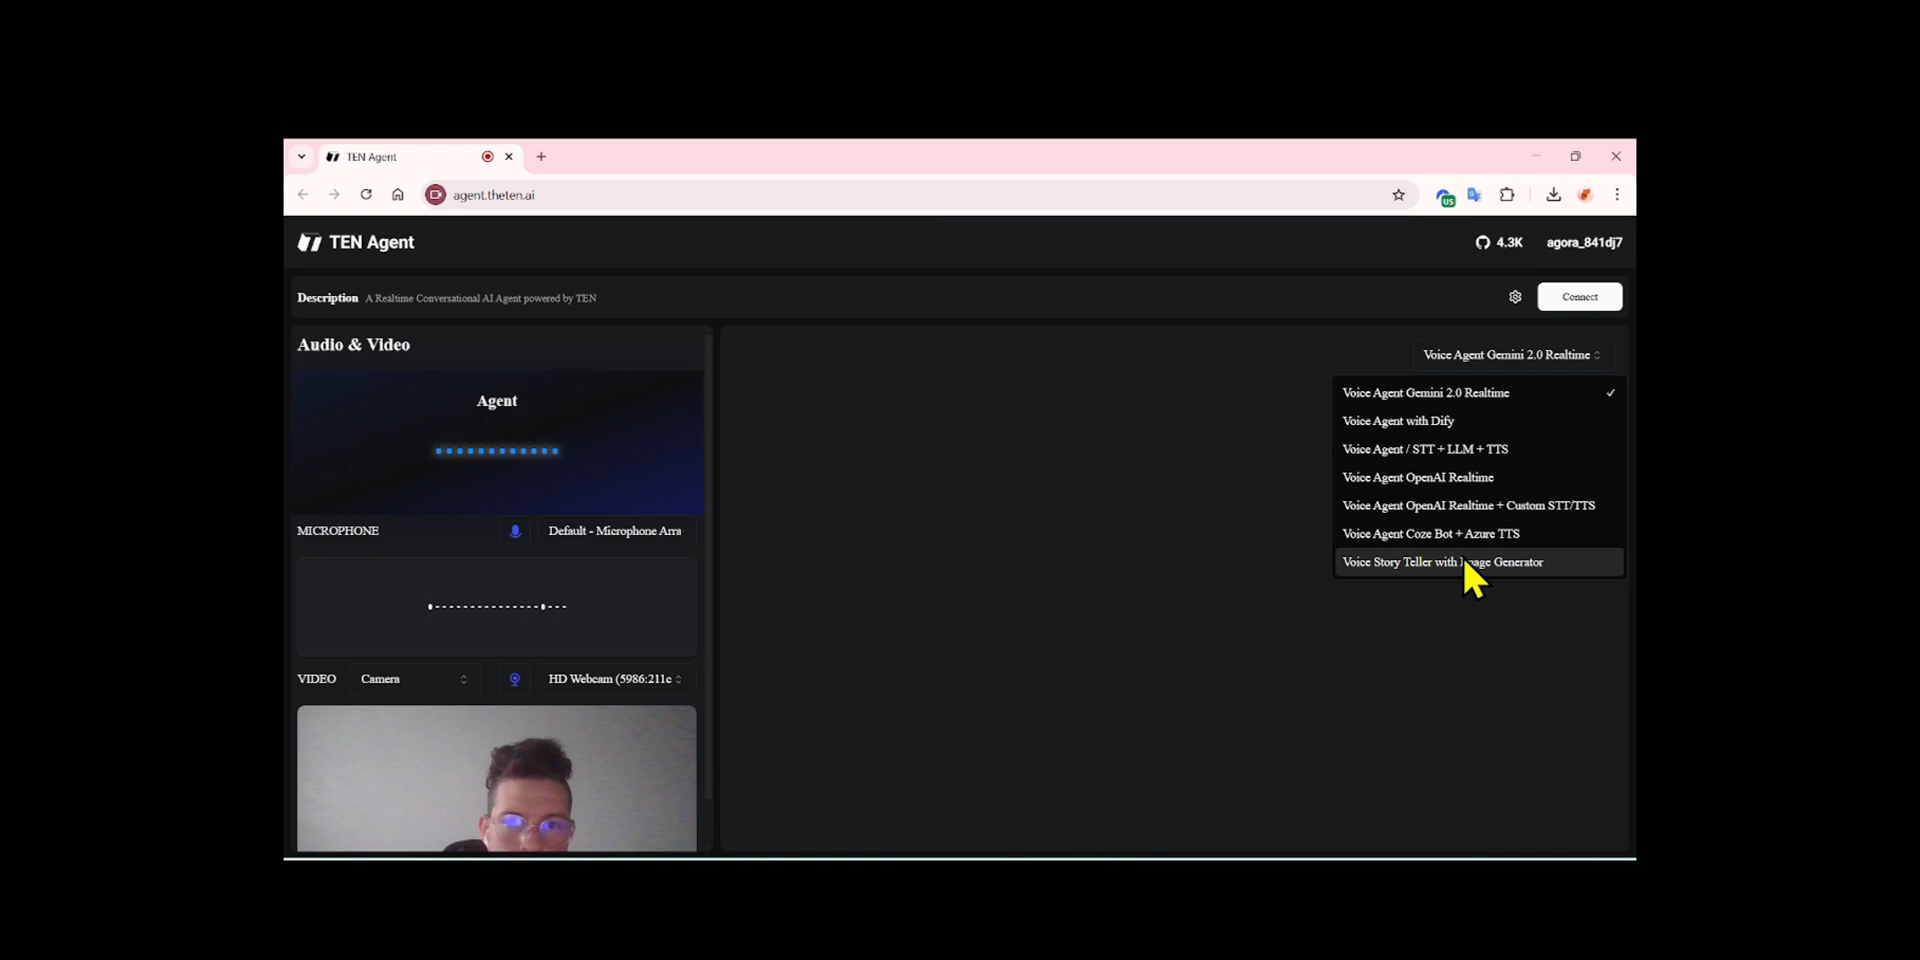 TEN Agent
agent.theten.ai
us
TEN Agent
4.3K
agora_841dj7
Description A Realtime Conversational AI Agent powered by TEN
Connect
Audio & Video
Agent
MICROPHONE
Default - Microphone Arra
VIDEO
Camera
HD Webcam (5986:211c
Voice Agent Gemini 2.0 Realtime
Voice Agent Gemini 2.0 Realtime
Voice Agent with Dify
Voice Agent / STT + LLM + TTS
Voice Agent OpenAI Realtime
Voice Agent OpenAI Realtime + Custom STT/TTS
Voice Agent Coze Bot + Azure TTS
Voice Story Teller with Image Generator